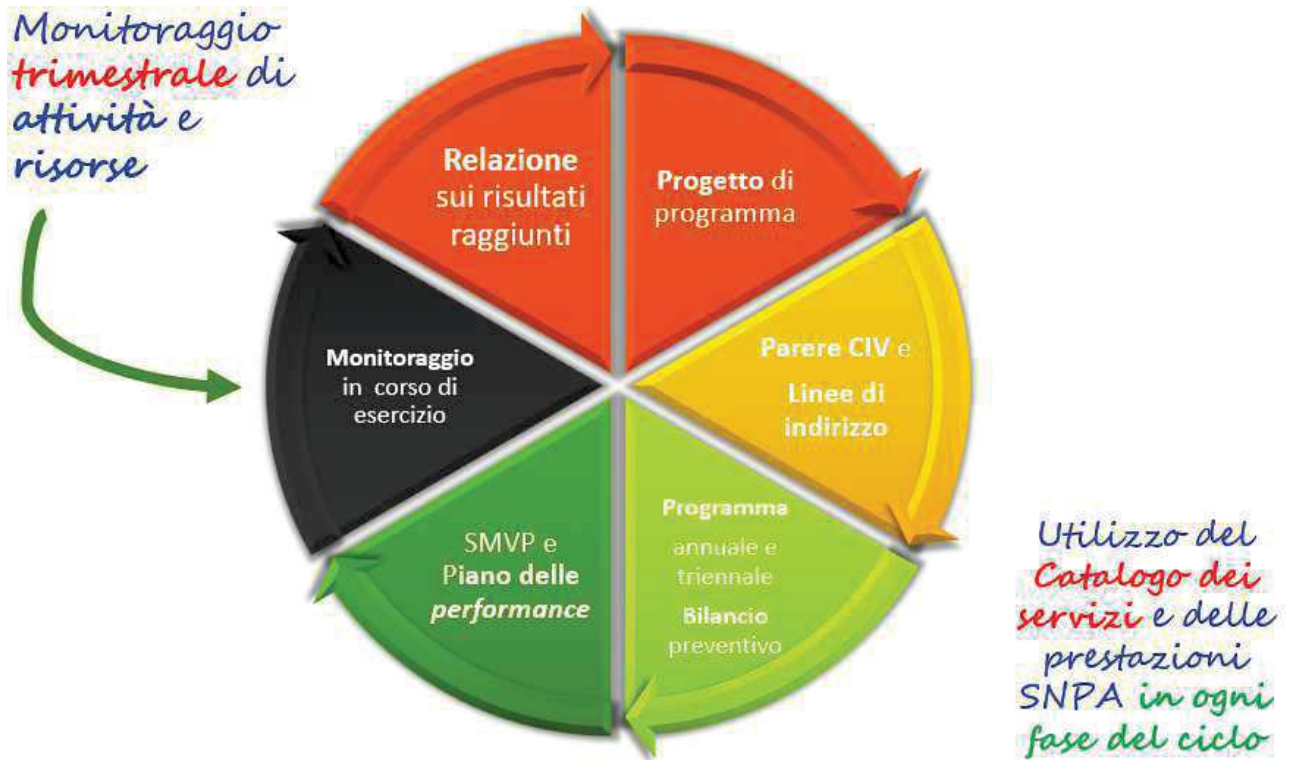 Monitoraggio
trimestrale di
attività e
risorse
Relazione
sui risultati
raggiunti
Progetto di
programma
Parere CIV e
Linee di
indirizzo
Programma
annuale e
triennale
Bilancio
preventivo
SMVP e
Piano delle
performance
Monitoraggio
in corso di
esercizio
Utilizzo del
Catalogo dei
servizi e delle
prestazioni
SNPA in ogni
fase del ciclo